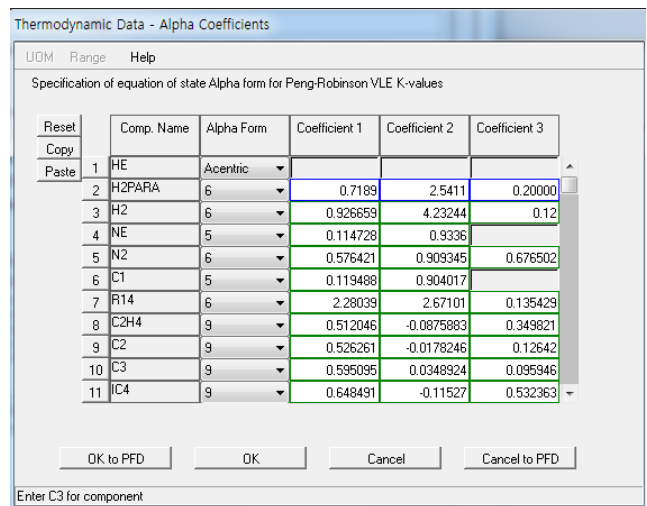 Thermodynamic Data - Alpha Coefficients
UOM Range Help
Specification of equation of state Alpha form for Peng-Robinson VLE K-values
Reset
Copy
Paste
Comp. Name Alpha Form Coefficient 1 Coefficient 2 Coefficient 3
1 HE Acentric
2 H2PARA 6 0.7189 2.5411 0.20000
3 H2 6 0.926659 4.23244 0.12
4 NE 5 0.114728 0.9336
5 N2 6 0.576421 0.909345 0.676502
6 C1 5 0.119488 0.904017
7 R14 6 2.28039 2.67101 0.135429
8 C2H4 9 0.512046 -0.0875883 0.349821
9 C2 9 0.526261 -0.0178246 0.12642
10 C3 9 0.595095 0.0348924 0.095946
11 IC4 9 0.648491 -0.11527 0.532363
OK to PFD OK Cancel Cancel to PFD
Enter C3 for component